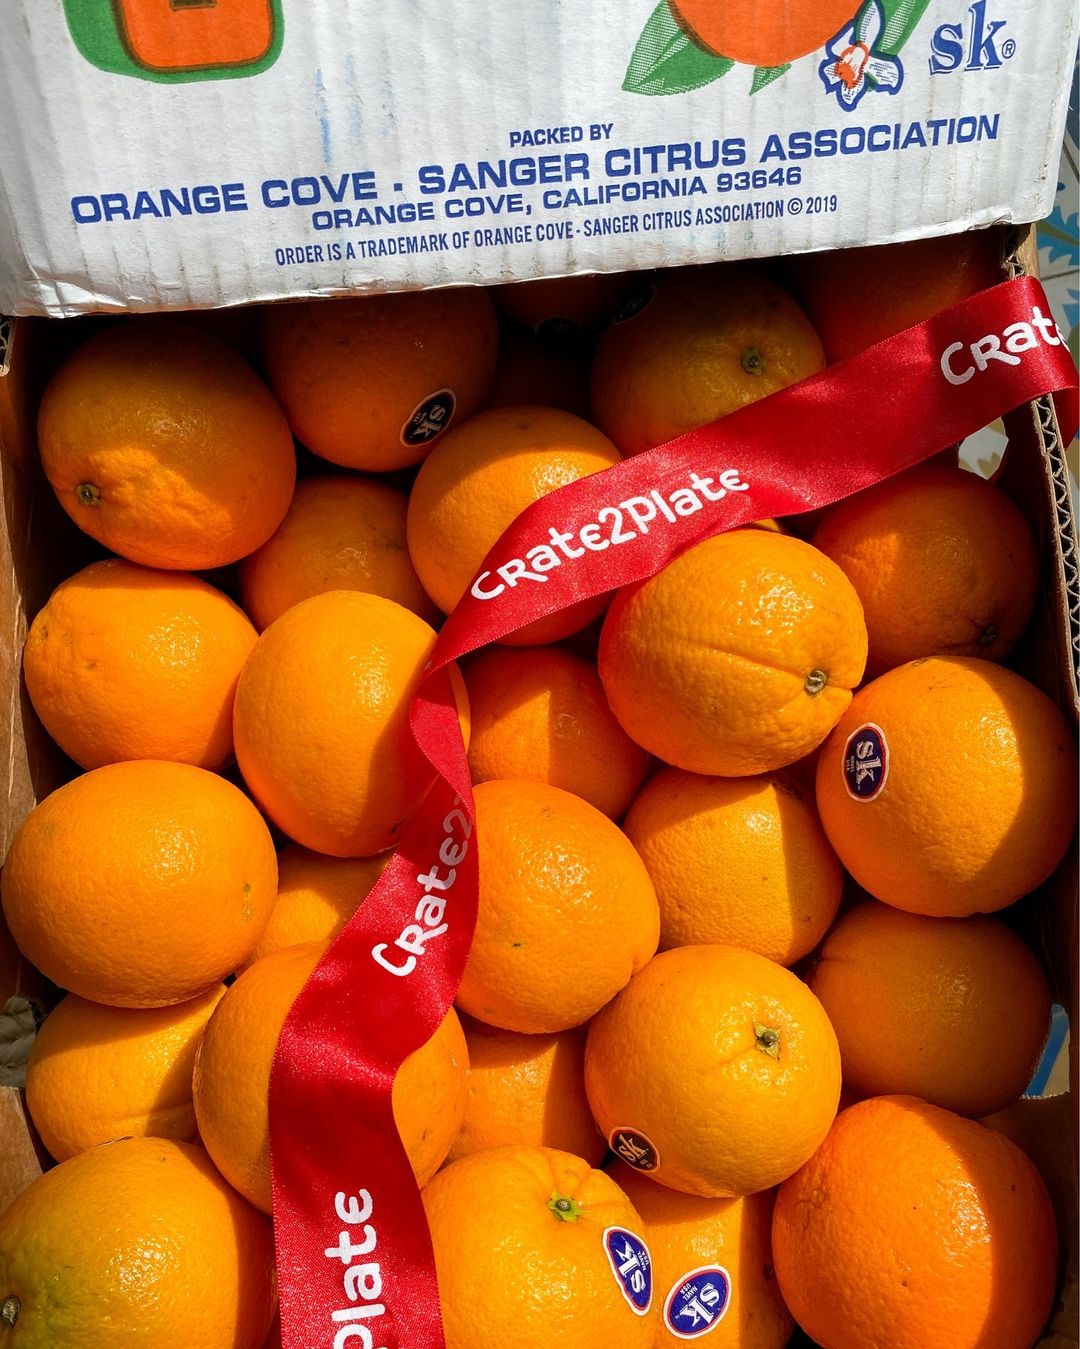 sk®
PACKED BY
ORANGE COVE - SANGER CITRUS ASSOCIATION
ORANGE COVE, CALIFORNIA 93646
ORDER IS A TRADEMARK OF ORANGE COVE - SANGER CITRUS ASSOCIATION © 2019
Crate
sk
Crate2Plate
sk
Crate2
sk
Plate
sk
sk